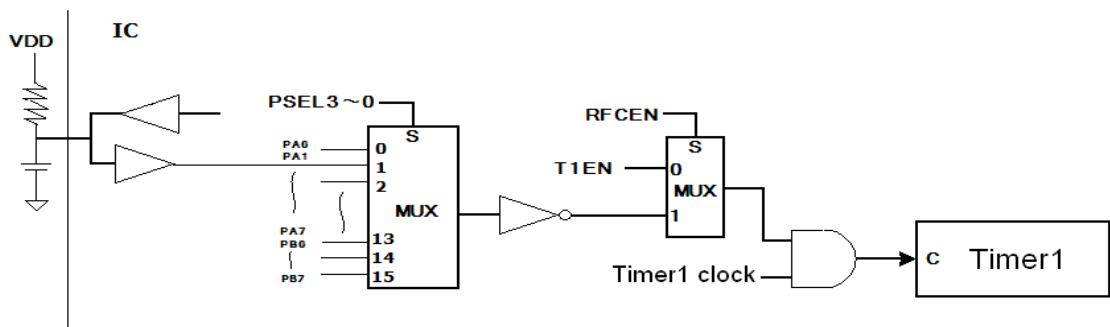 IC
VDD
PSEL3~0
S
PA0
0
PA1
1
2
MUX
PA7
13
PB0
14
15
PB7
RFCEN
S
T1EN
0
MUX
1
Timer1 clock
C
Timer1